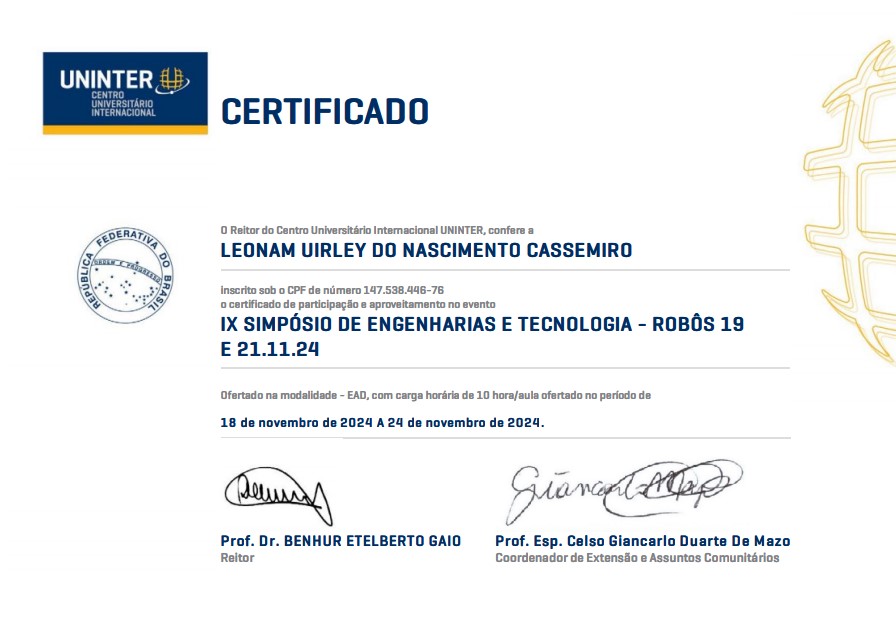 UNINTER
CENTRO
UNIVERSITÁRIO
INTERNACIONAL
CERTIFICADO
REPÚBLICA FEDERATIVA DO BRASIL
ORDEM E PROGRESSO
O Reitor do Centro Universitário Internacional UNINTER, confere a
LEONAM UIRLEY DO NASCIMENTO CASSEMIRO
inscrito sob o CPF de número 147.538.446-76
o certificado de participação e aproveitamento no evento
IX SIMPÓSIO DE ENGENHARIAS E TECNOLOGIA - ROBÔS 19
E 21.11.24
Ofertado na modalidade - EAD, com carga horária de 10 hora/aula ofertado no período de
18 de novembro de 2024 A 24 de novembro de 2024.
Prof. Dr. BENHUR ETELBERTO GAIO
Reitor
Prof. Esp. Celso Giancarlo Duarte De Mazo
Coordenador de Extensão e Assuntos Comunitários